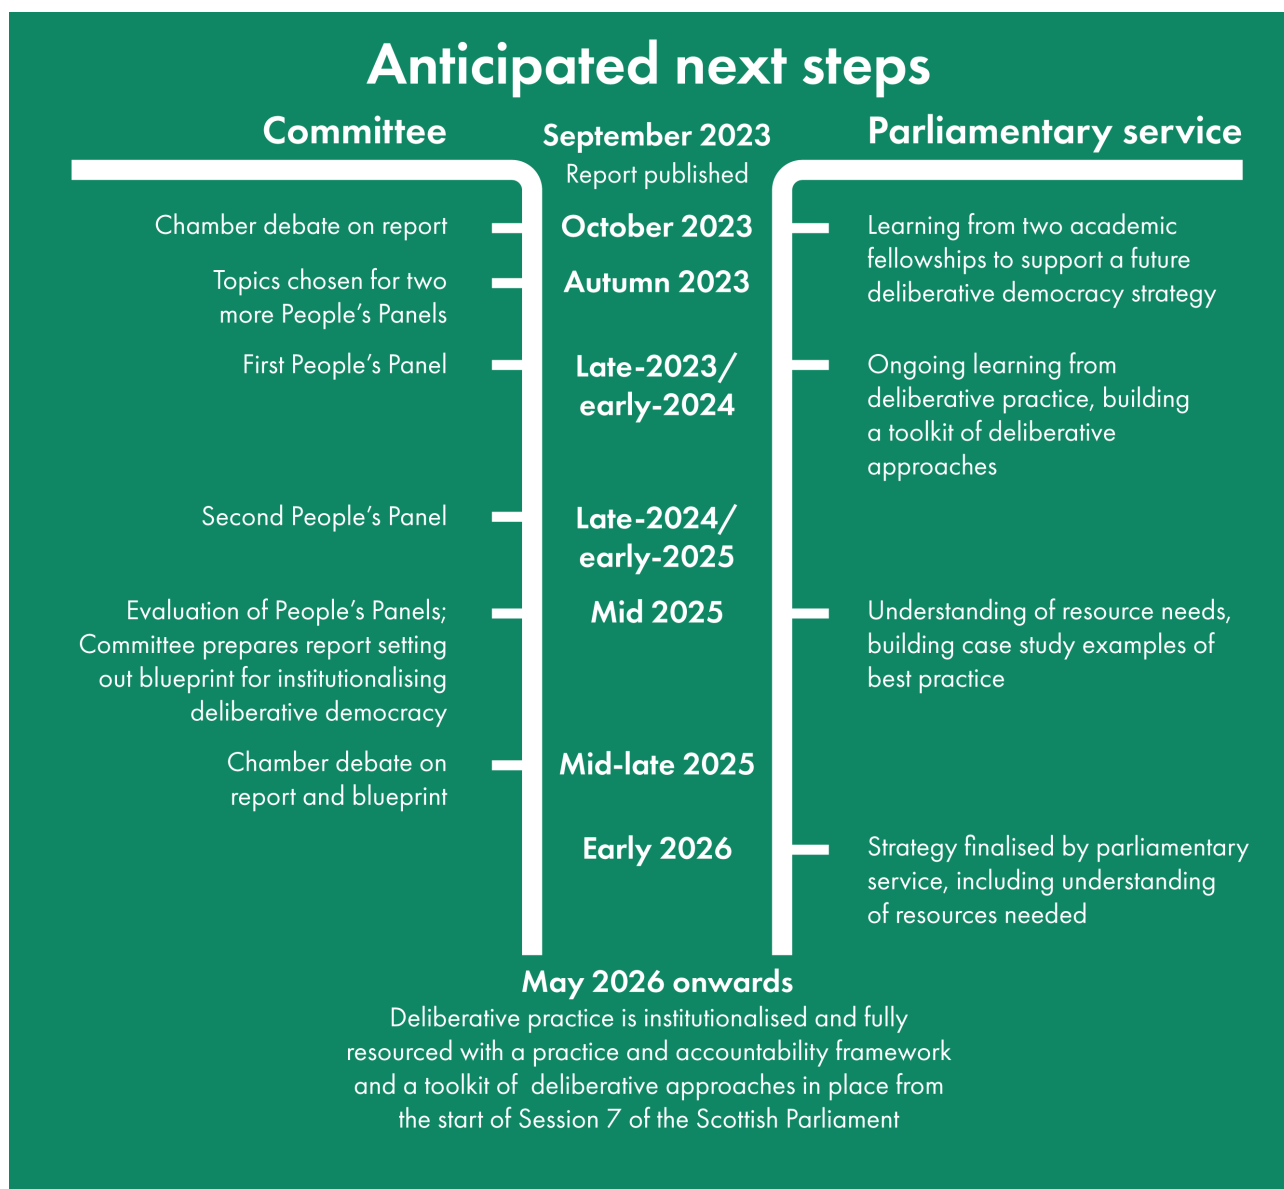 Anticipated next steps
Committee
September 2023
Report published
Parliamentary service
Chamber debate on report
October 2023
Learning from two academic
fellowships to support a future
deliberative democracy strategy
Topics chosen for two
more People’s Panels
Autumn 2023
First People’s Panel
Late-2023/
early-2024
Ongoing learning from
deliberative practice, building
a toolkit of deliberative
approaches
Second People’s Panel
Late-2024/
early-2025
Evaluation of People’s Panels;
Committee prepares report setting
out blueprint for institutionalising
deliberative democracy
Mid 2025
Understanding of resource needs,
building case study examples of
best practice
Chamber debate on
report and blueprint
Mid-late 2025
Early 2026
Strategy finalised by parliamentary
service, including understanding
of resources needed
May 2026 onwards
Deliberative practice is institutionalised and fully
resourced with a practice and accountability framework
and a toolkit of deliberative approaches in place from
the start of Session 7 of the Scottish Parliament